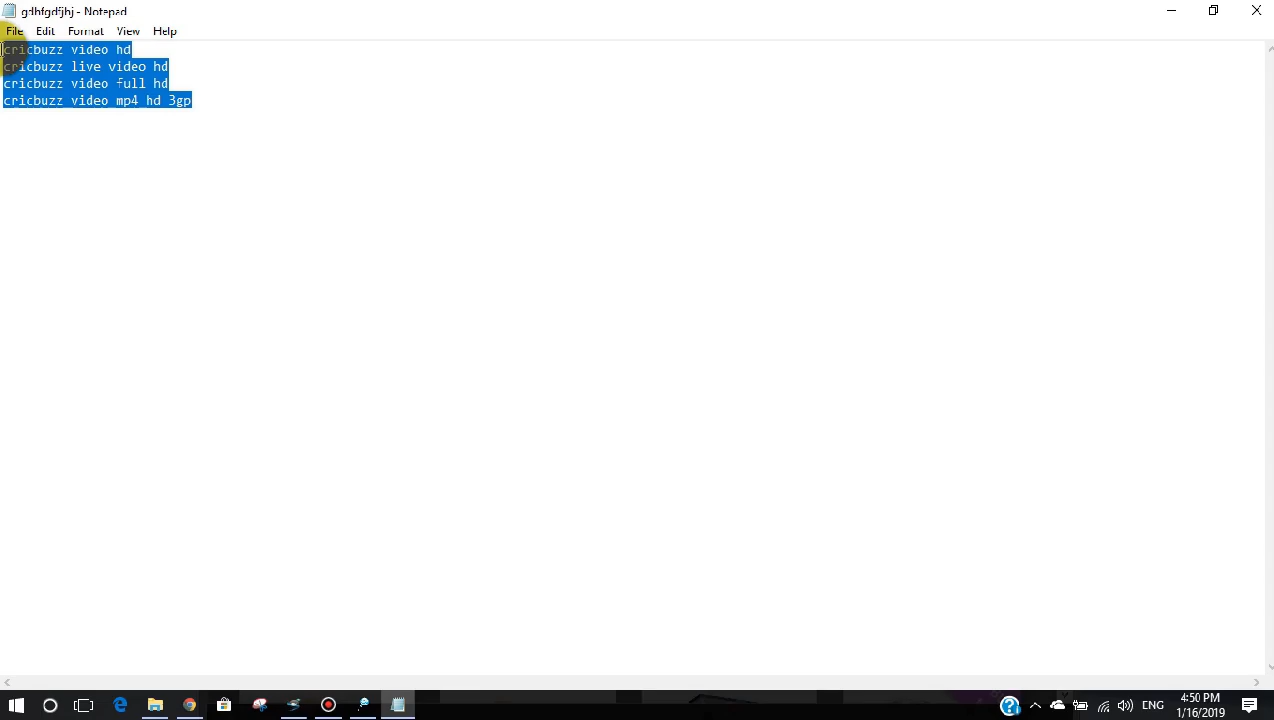 gdhfgdfjhj - Notepad
File Edit Format View Help
cricbuzz video hd
cricbuzz live video hd
cricbuzz video full hd
cricbuzz video mp4 hd 3gp
ENG
4:50 PM
1/16/2019